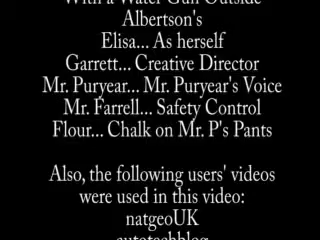 With a Water Gun Outside
Albertson's
Elisa... As herself
Garrett... Creative Director
Mr. Puryear... Mr. Puryear's Voice
Mr. Farrell... Safety Control
Flour... Chalk on Mr. P's Pants
Also, the following users' videos
were used in this video:
natgeoUK
autotechblog